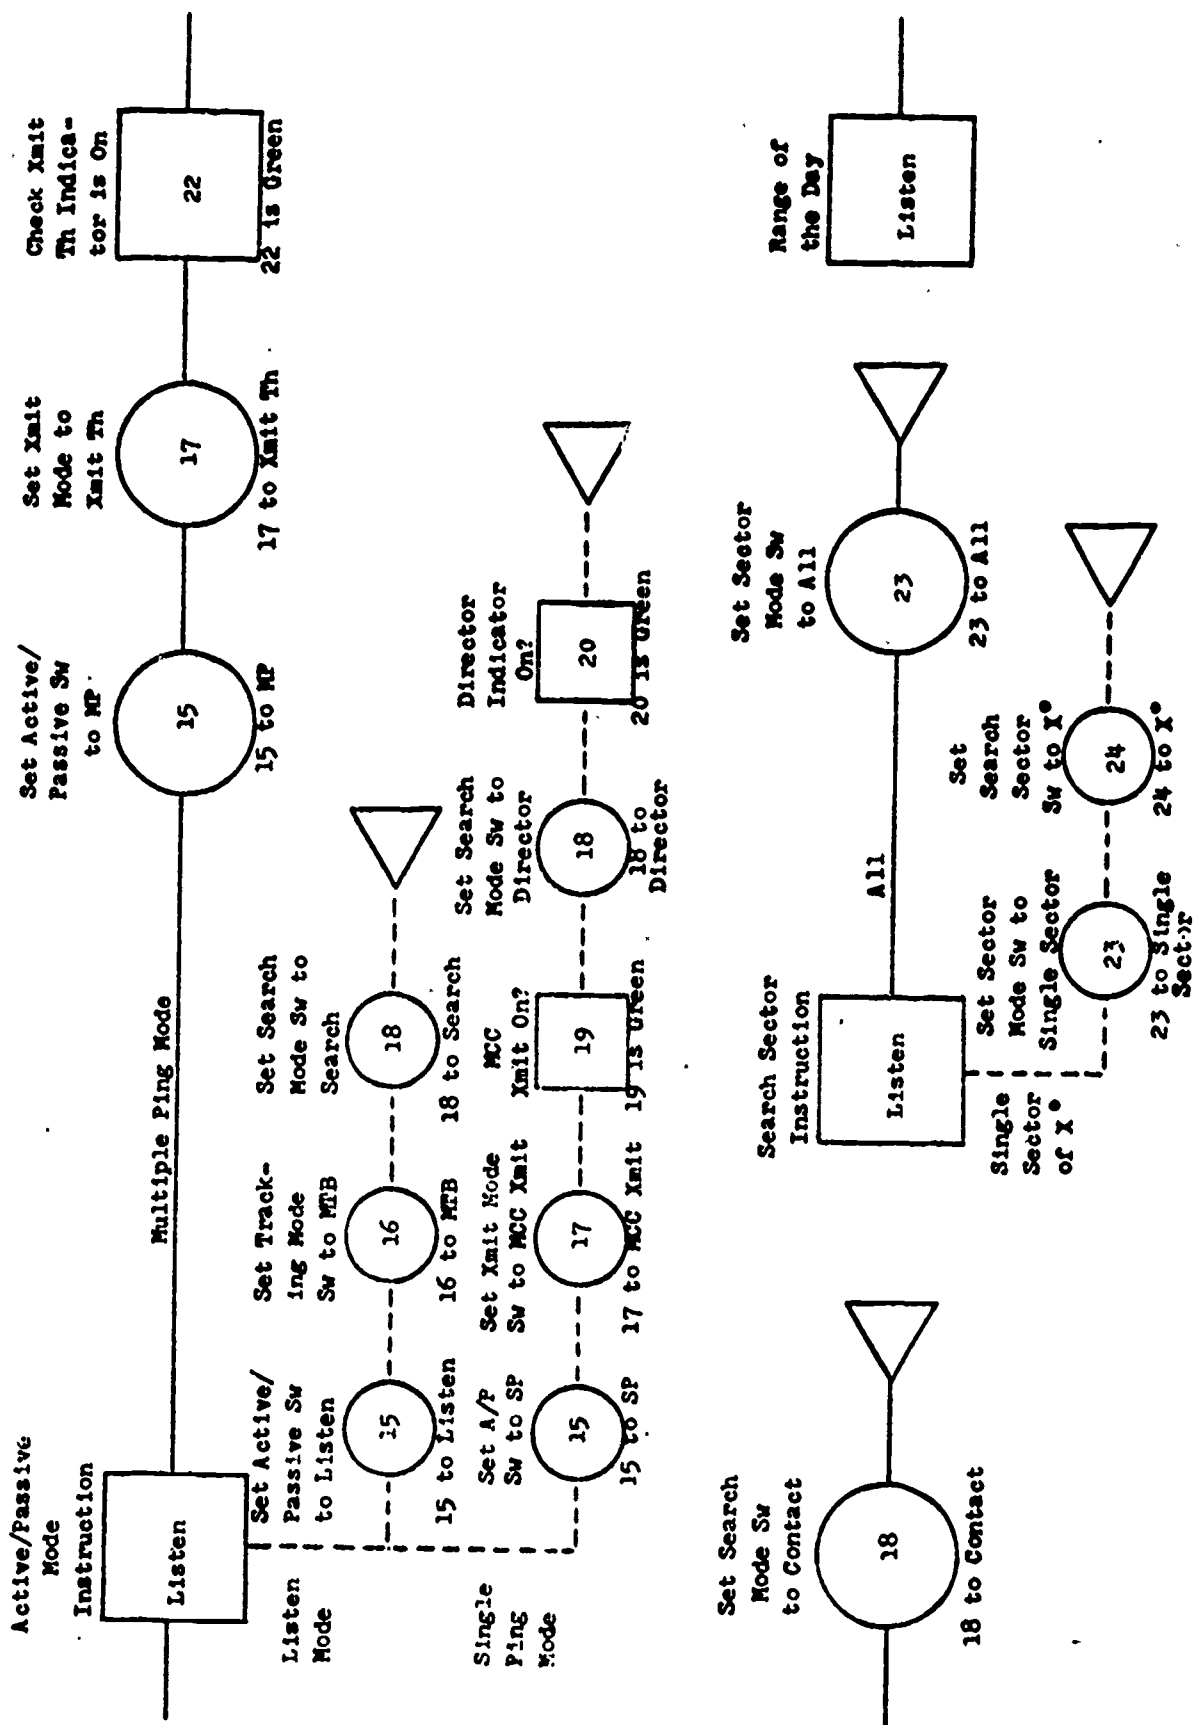 Active/Passive
Mode
Instruction
Listen
Multiple Ping Mode
Set Active/
Passive Sw
to MP
15
15 to MP
Set Xmit
Mode to
Xmit Th
17
17 to Xmit Th
Check Xmit
Th Indica-
tor is On
22
22 is Green
Listen
Mode
Set Active/
Passive Sw
to Listen
15
15 to Listen
Set Track-
ing Mode
Sw to MTB
16
16 to MTB
Set Search
Mode Sw to
Search
18
18 to Search
Single
Ping
Mode
Set A/P
Sw to SP
15
15 to SP
Set Xmit Mode
Sw to MCC Xmit
17
17 to MCC Xmit
MCC
Xmit On?
19
19 is Green
Set Search
Mode Sw to
Director
18
18 to
Director
Director
Indicator
On?
20
20 is Green
Set Search
Mode Sw
to Contact
18
18 to Contact
Search Sector
Instruction
Listen
All
Set Sector
Mode Sw
to All
23
23 to All
Range of
the Day
Listen
Single
Sector
of X°
Set Sector
Mode Sw to
Single Sector
23
23 to Single
Sector
Set
Search
Sector
Sw to X°
24
24 to X°